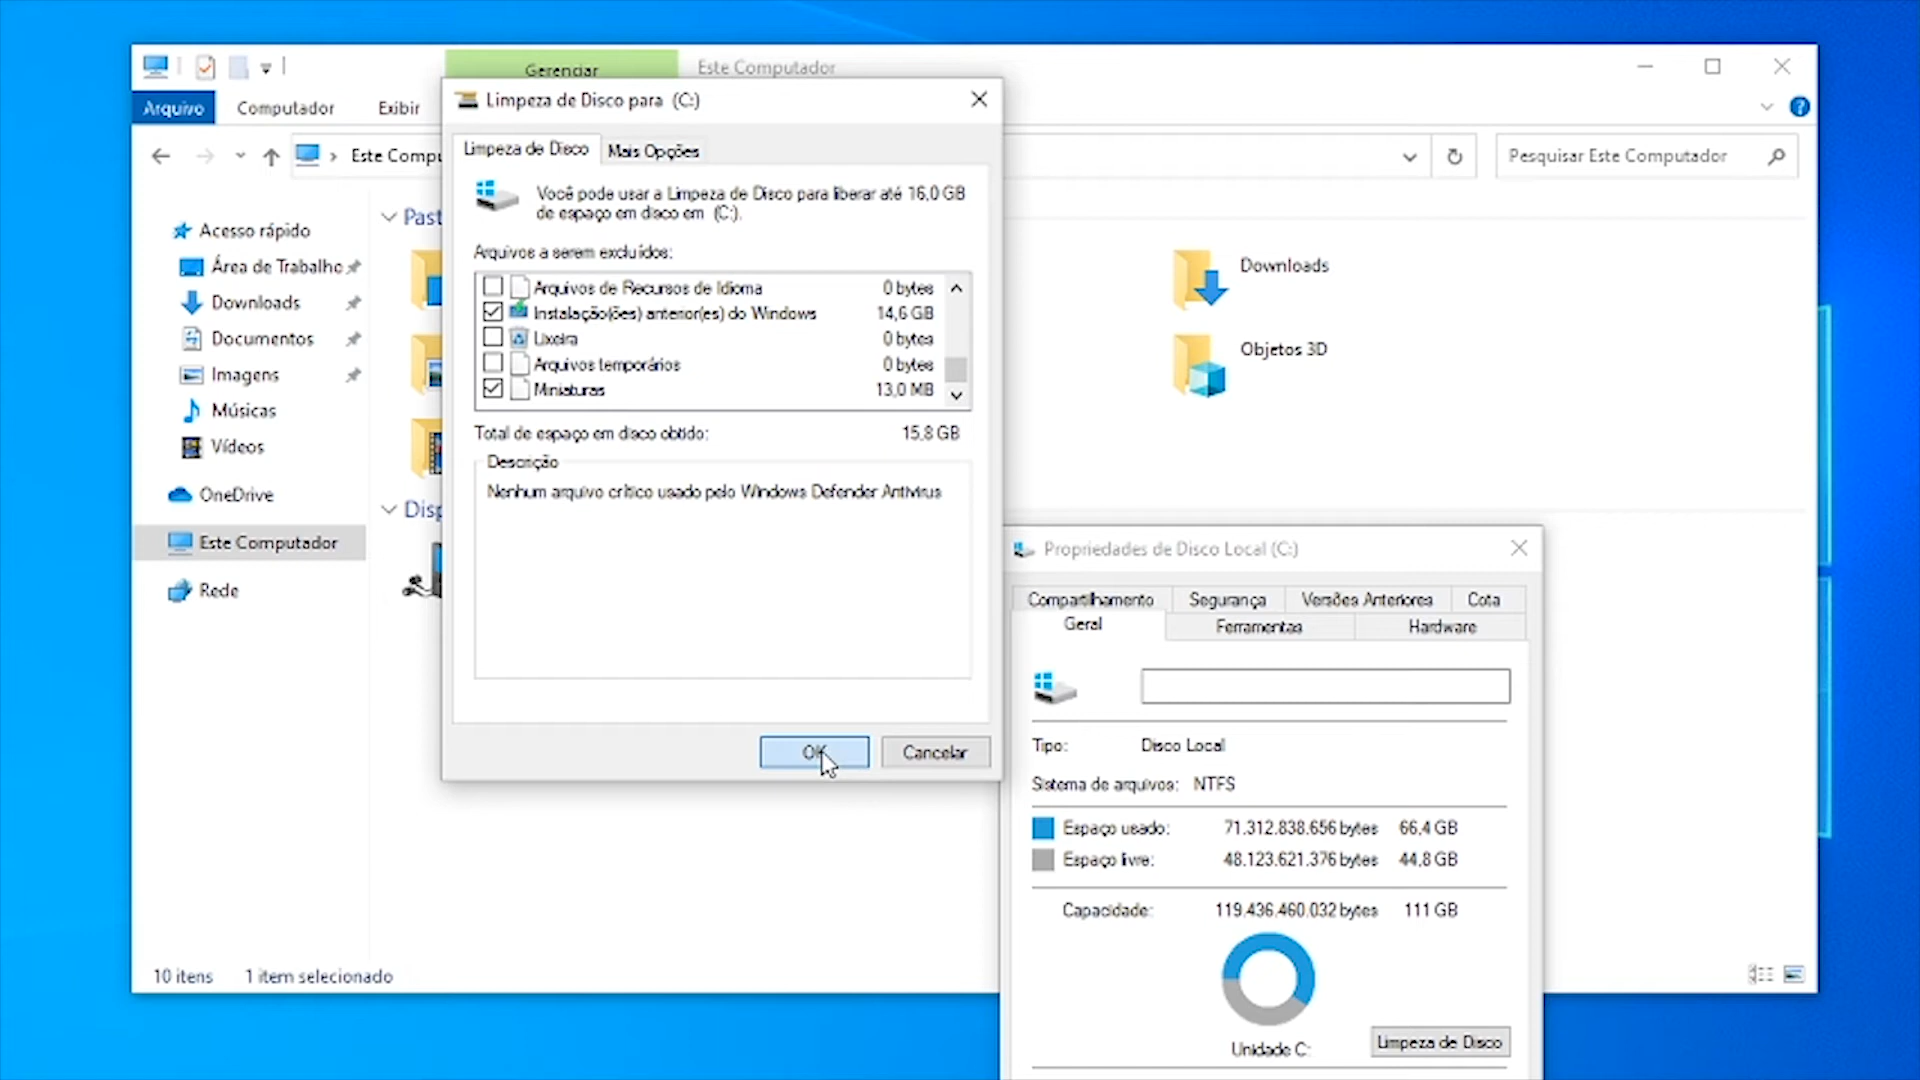 Gerenciar
Este Computador
Arquivo
Computador
Exibir
Este Compu
Pesquisar Este Computador
Acesso rápido
Área de Trabalho
Downloads
Documentos
Imagens
Músicas
Vídeos
OneDrive
Este Computador
Rede
Past
Disp
Downloads
Objetos 3D
10 itens
1 item selecionado
Limpeza de Disco para (C:)
Limpeza de Disco
Mais Opções
Você pode usar a Limpeza de Disco para liberar até 16,0 GB
de espaço em disco em (C:).
Arquivos a serem excluídos:
Arquivos de Recursos de Idioma 0 bytes
Instalação(ões) anterior(es) do Windows 14,6 GB
Lixeira 0 bytes
Arquivos temporários 0 bytes
Miniaturas 13,0 MB
Total de espaço em disco obtido: 15,8 GB
Descrição
Nenhum arquivo crítico usado pelo Windows Defender Antivirus
OK
Cancelar
Propriedades de Disco Local (C:)
Compartilhamento
Segurança
Versões Anteriores
Cota
Geral
Ferramentas
Hardware
Tipo: Disco Local
Sistema de arquivos: NTFS
Espaço usado: 71.312.838.656 bytes 66,4 GB
Espaço livre: 48.123.621.376 bytes 44,8 GB
Capacidade: 119.436.460.032 bytes 111 GB
Unidade C:
Limpeza de Disco